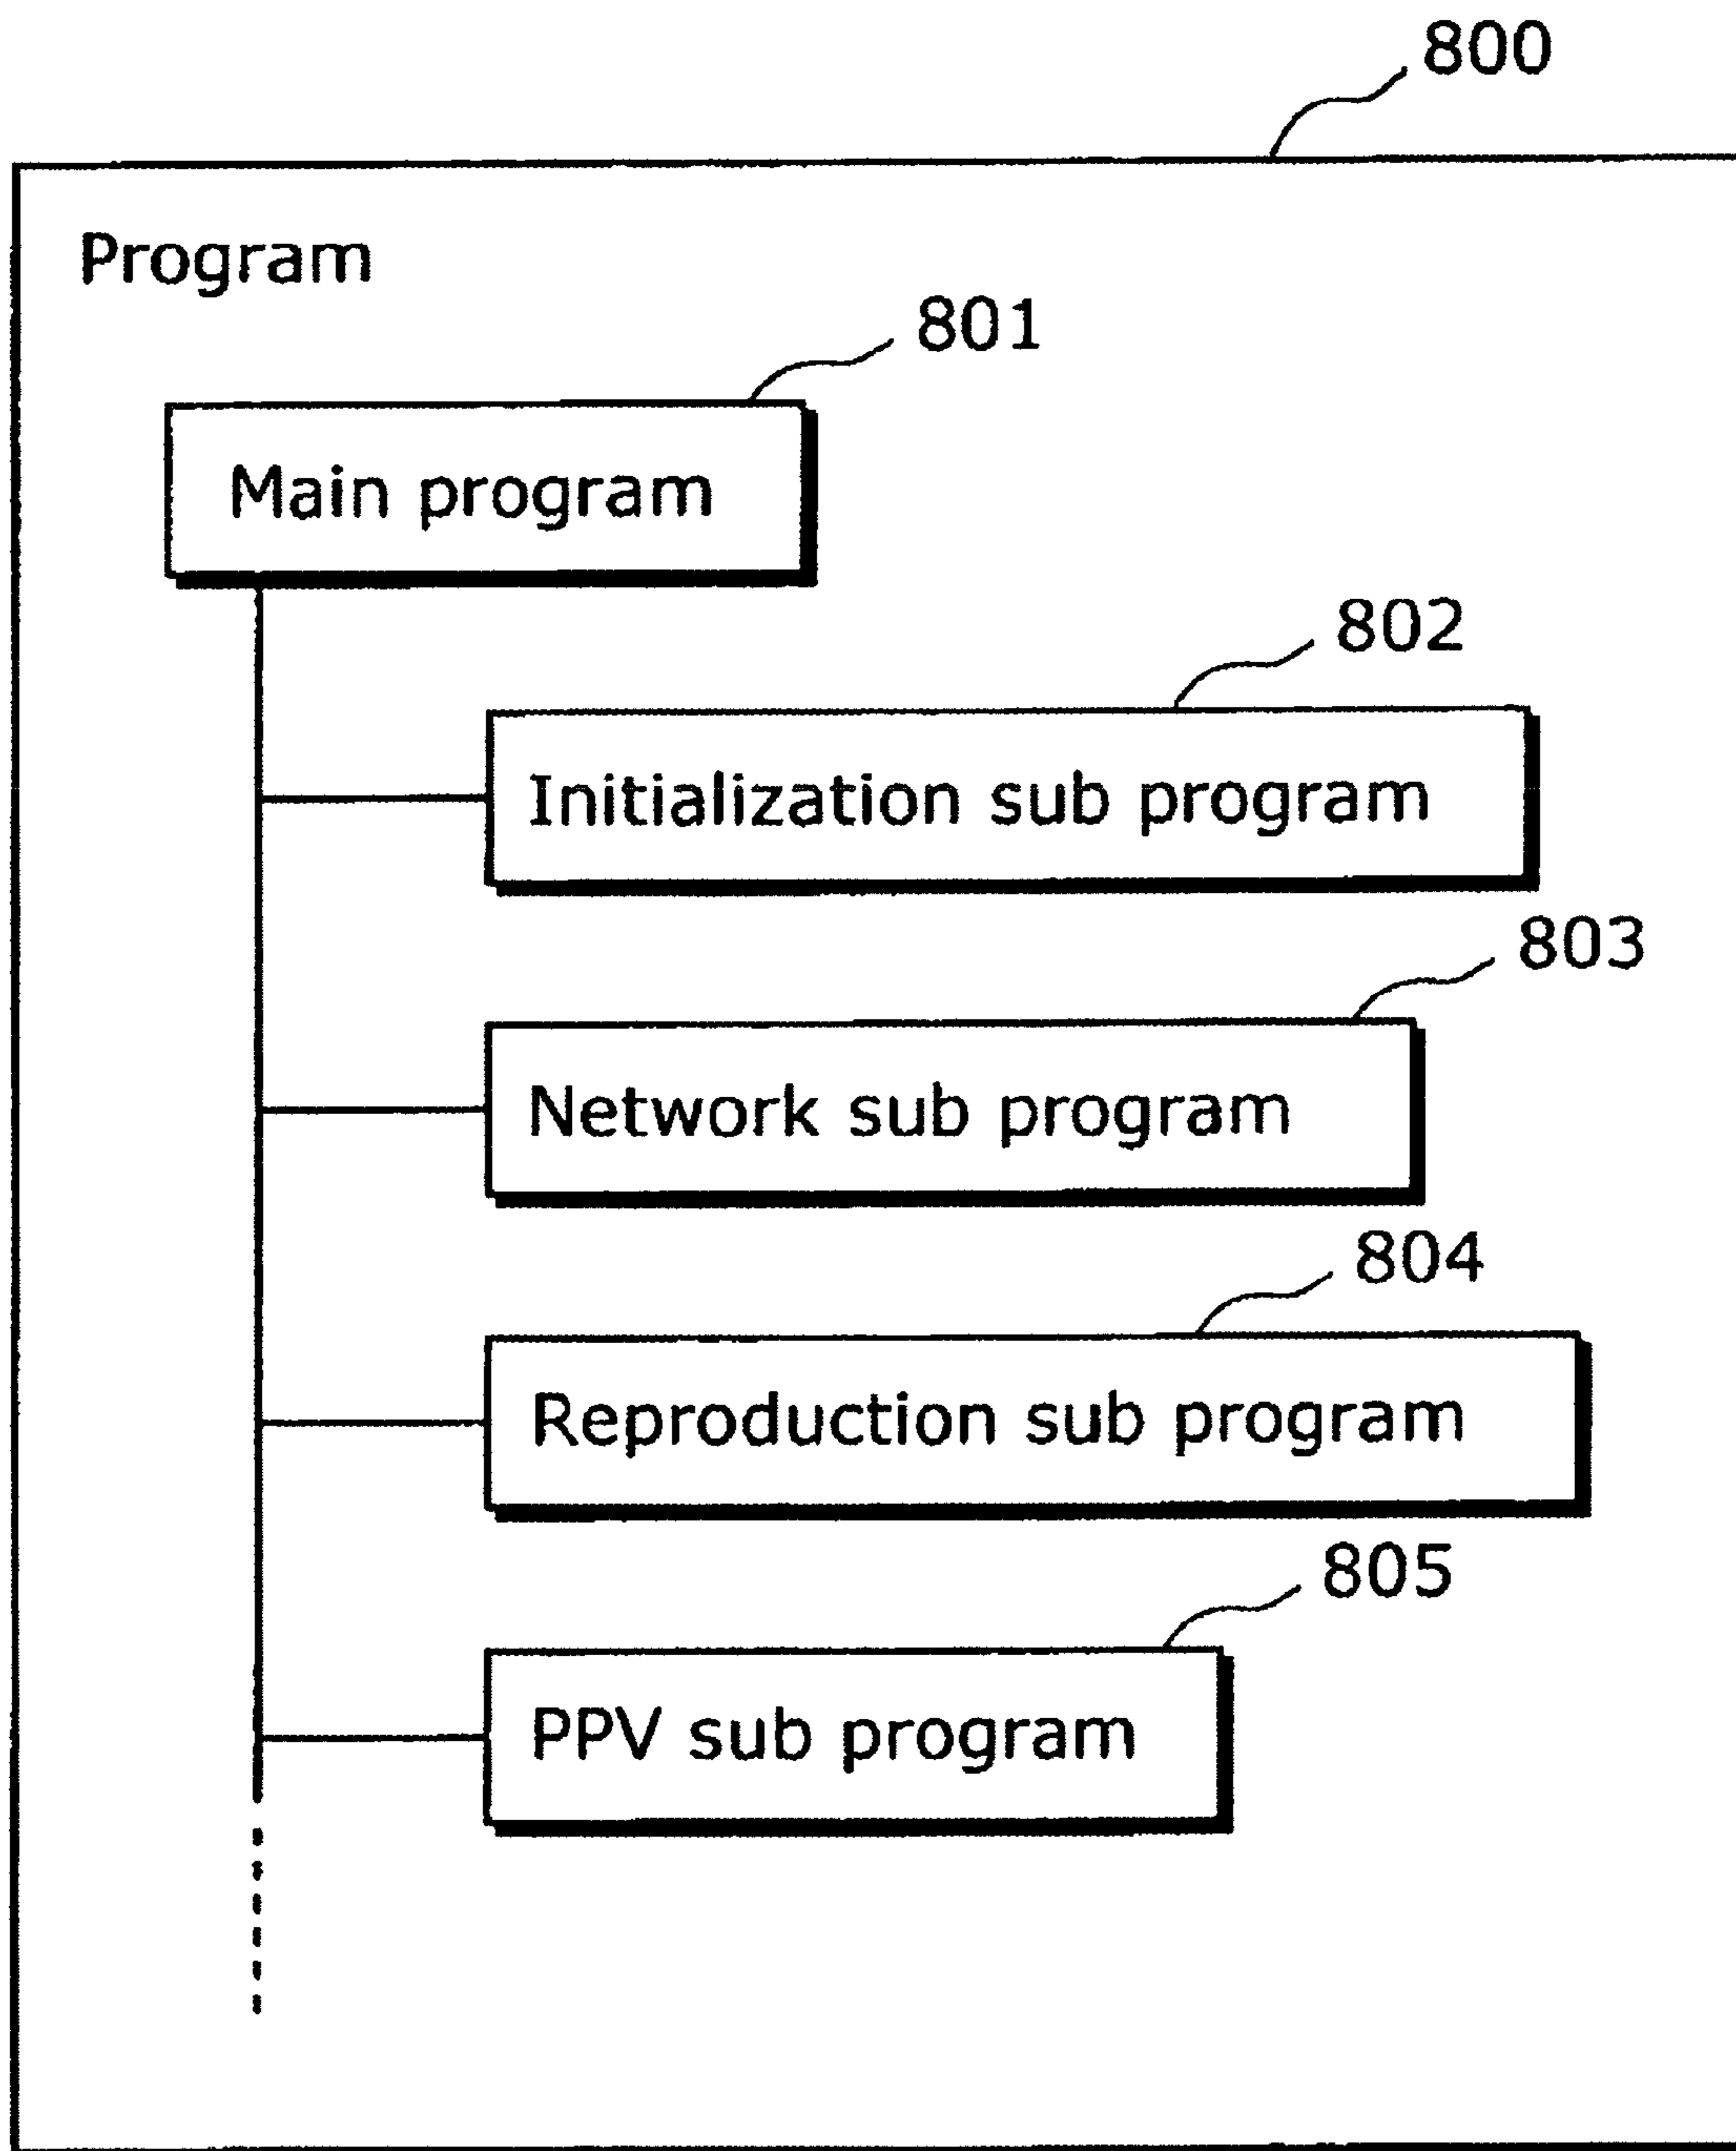 800
Program
801
Main program
802
Initialization sub program
803
Network sub program
804
Reproduction sub program
805
PPV sub program